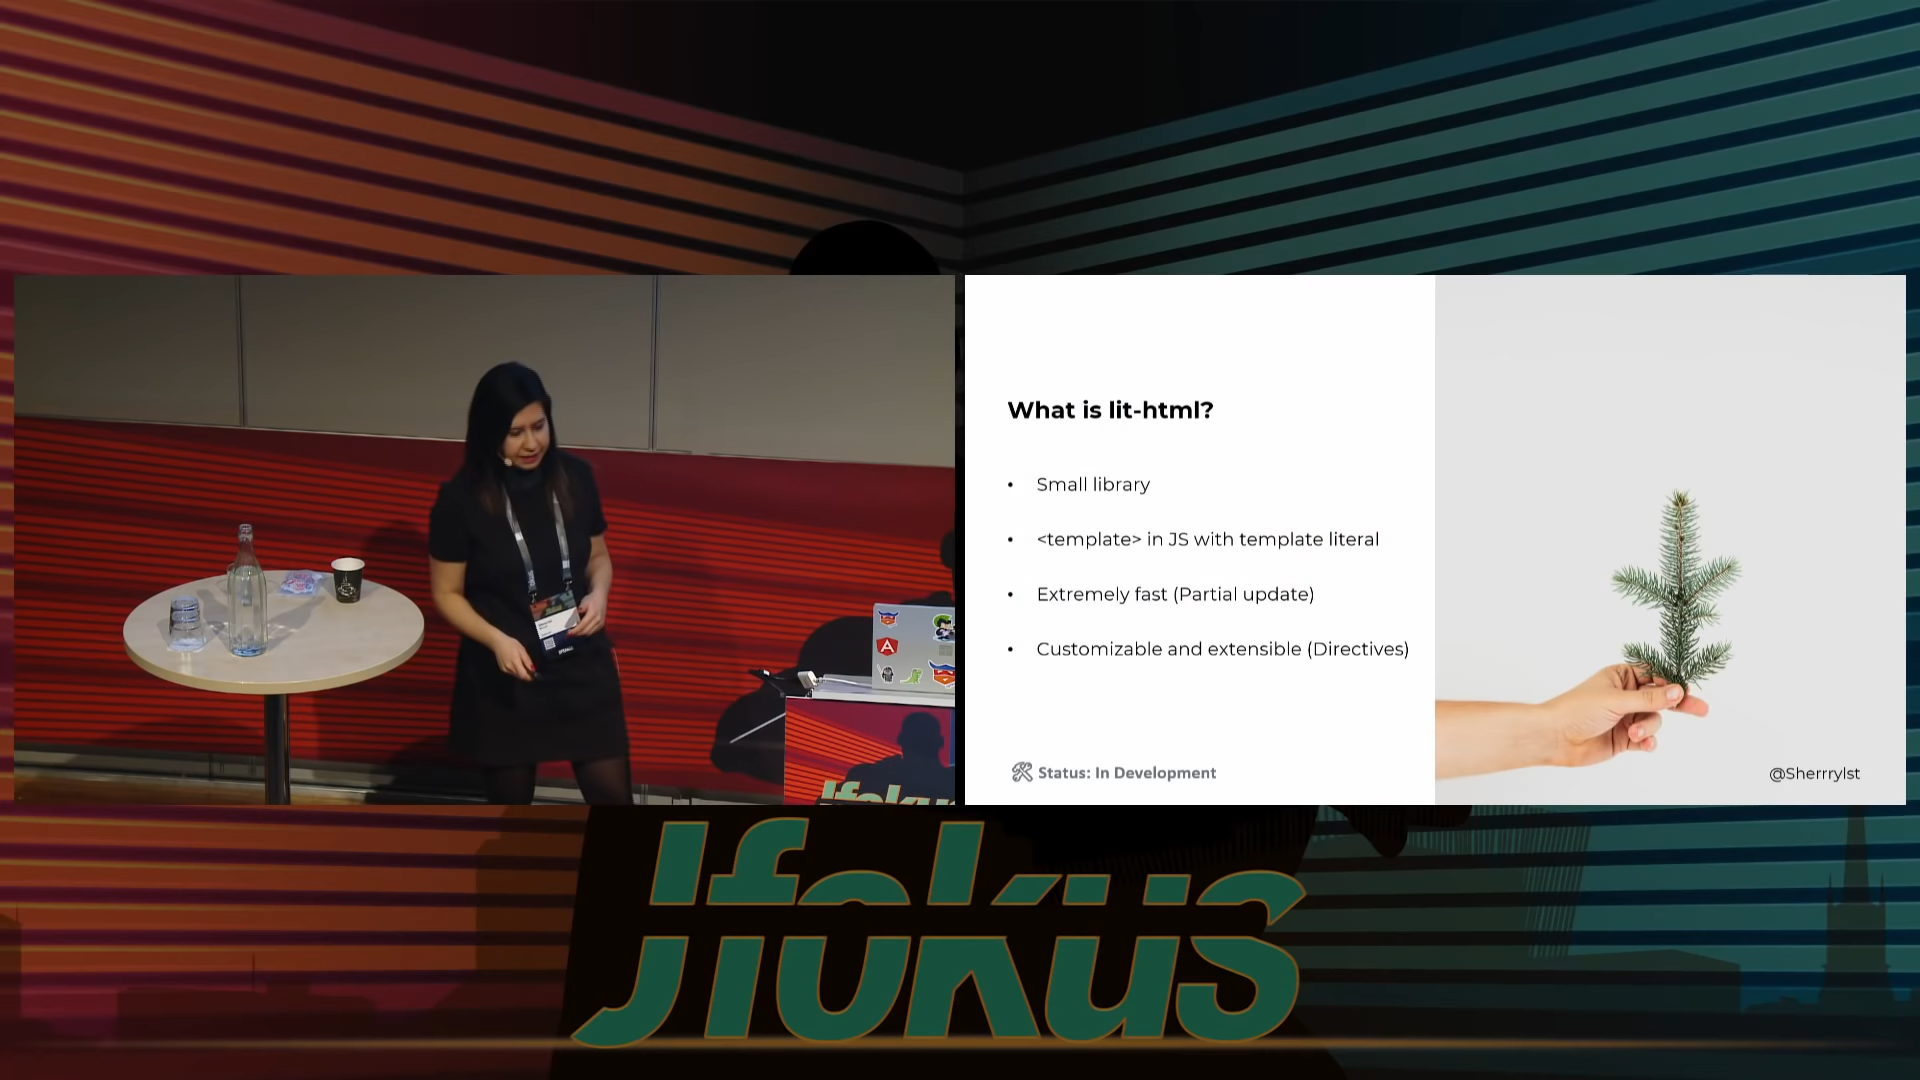 What is lit-html?
• Small library
• <template> in JS with template literal
• Extremely fast (Partial update)
• Customizable and extensible (Directives)
Status: In Development
@Sherrrylst
Jfokus
Jfokus